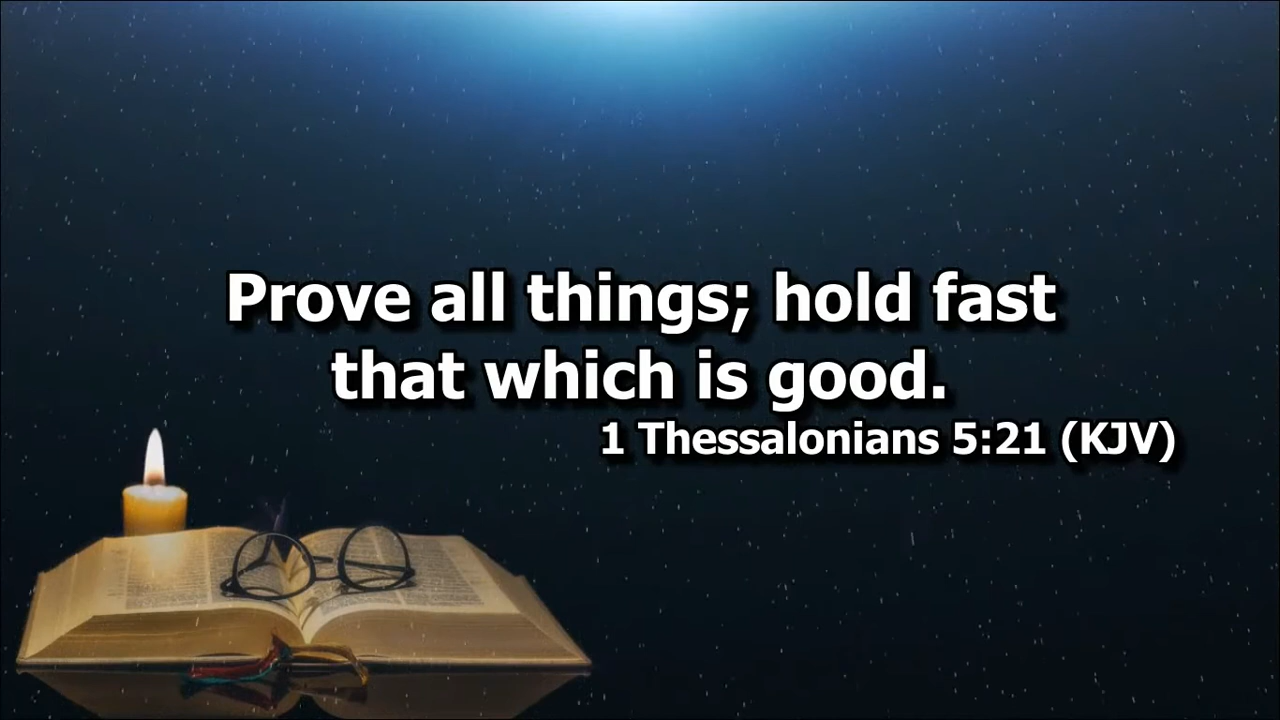 Prove all things; hold fast
that which is good.
1 Thessalonians 5:21 (KJV)